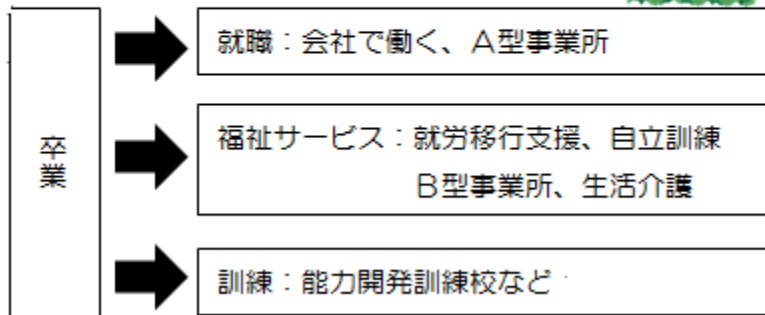 卒業
就職：会社で働く、Ａ型事業所
福祉サービス：就労移行支援、自立訓練
Ｂ型事業所、生活介護
訓練：能力開発訓練校など